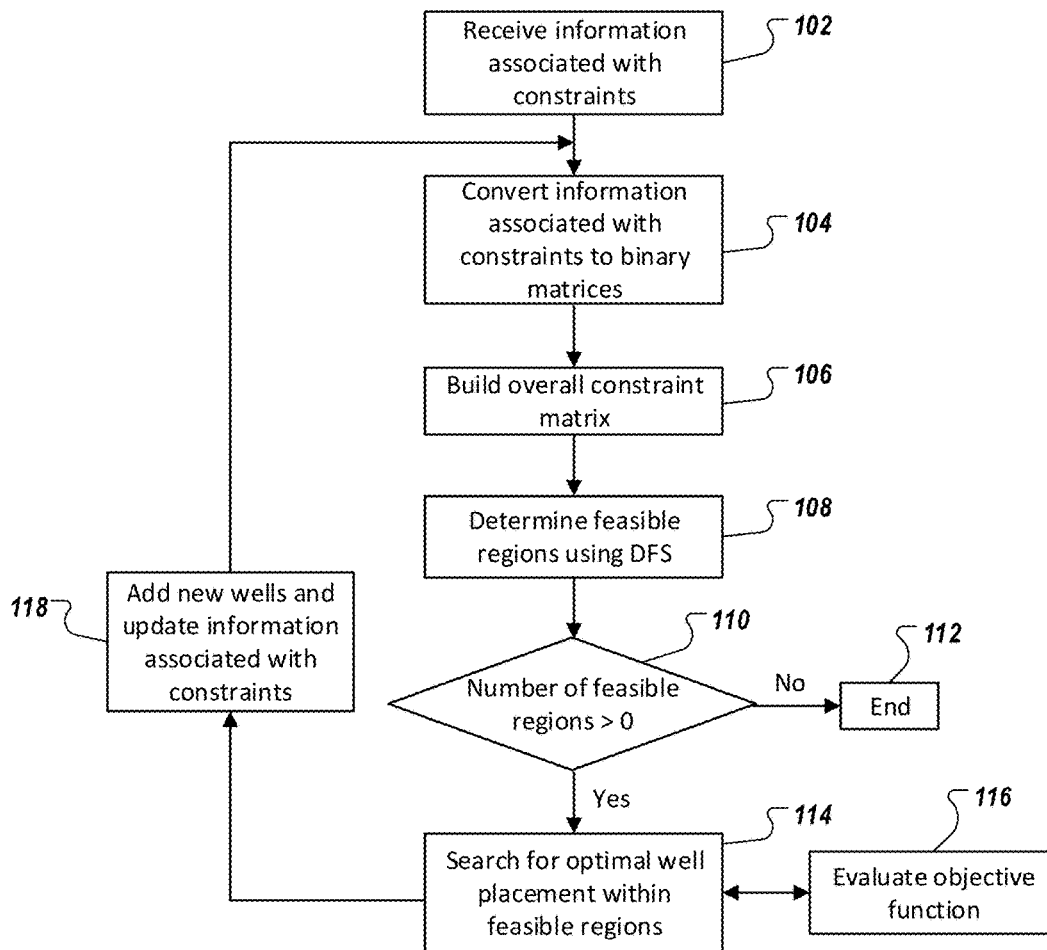 Receive information
associated with
constraints
102
Convert information
associated with
constraints to binary
matrices
104
Build overall constraint
matrix
106
Determine feasible
regions using DFS
108
Number of feasible
regions > 0
110
No
End
112
Yes
Search for optimal well
placement within
feasible regions
114
Evaluate objective
function
116
Add new wells and
update information
associated with
constraints
118